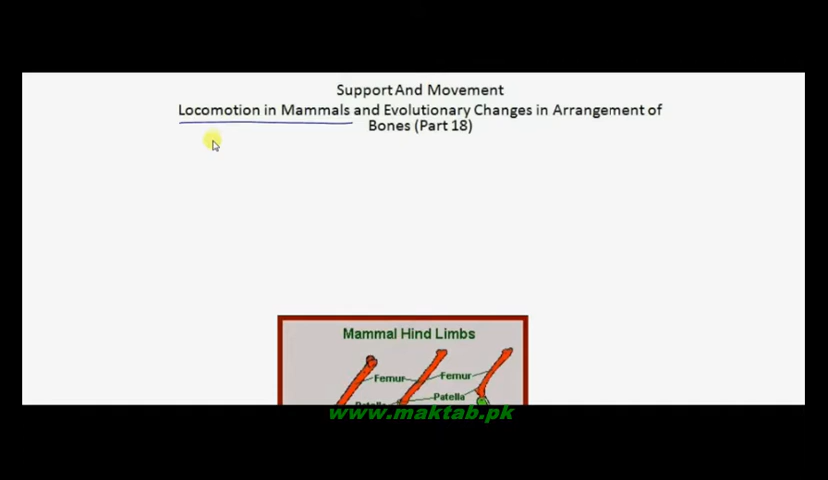 Support And Movement
Locomotion in Mammals and Evolutionary Changes in Arrangement of
Bones (Part 18)
Mammal Hind Limbs
Femur
Femur
Patella
Patella
www.maktab.pk